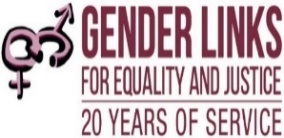 GENDER LINKS
FOR EQUALITY AND JUSTICE
20 YEARS OF SERVICE